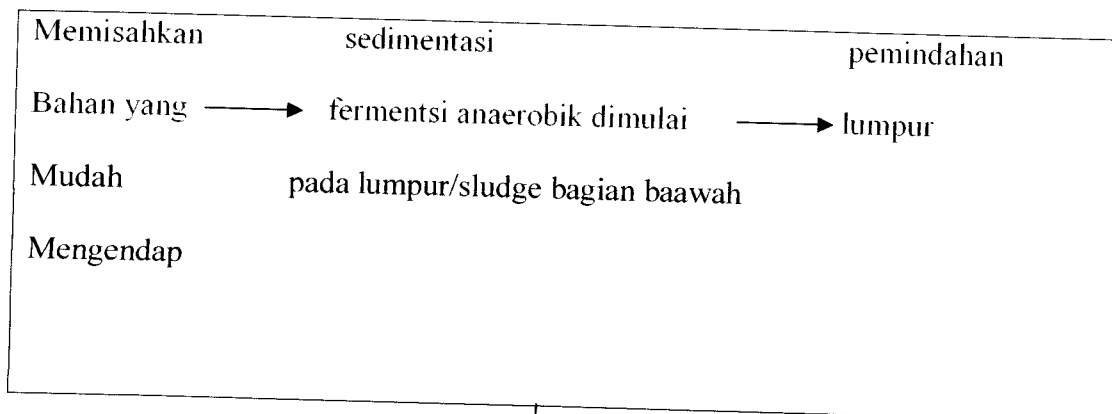 Memisahkan sedimentasi pemindahan
Bahan yang fermentsi anaerobik dimulai lumpur
Mudah pada lumpur/sludge bagian baawah
Mengendap